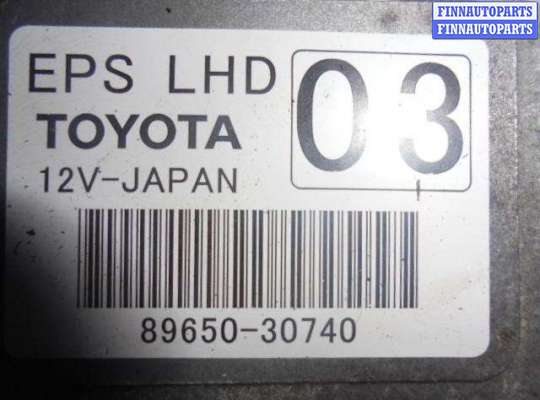 FINNAUTOPARTS
FINNAUTOPARTS
EPS LHD
03
TOYOTA
12V-JAPAN
89650-30740